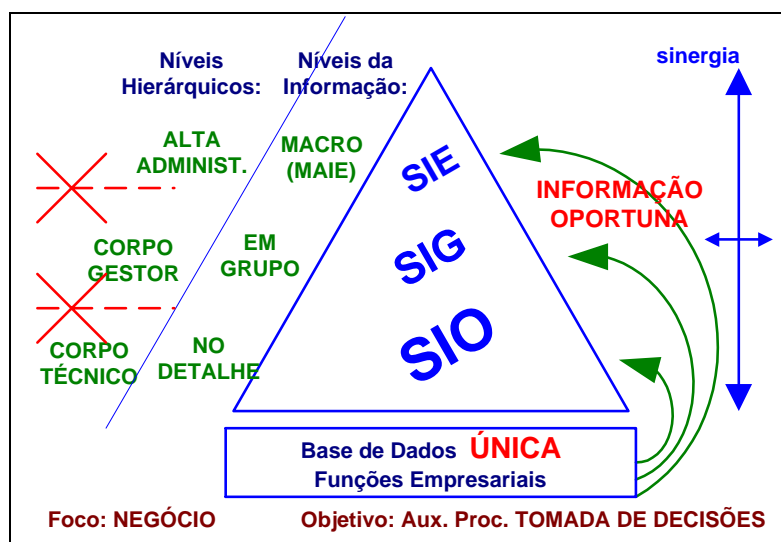 Níveis
Hierárquicos:
Níveis da
Informação:
sinergia
ALTA
ADMINIST.
MACRO
(MAIE)
SIE
INFORMAÇÃO
OPORTUNA
CORPO
GESTOR
EM
GRUPO
SIG
CORPO
TÉCNICO
NO
DETALHE
SIO
Base de Dados ÚNICA
Funções Empresariais
Foco: NEGÓCIO Objetivo: Aux. Proc. TOMADA DE DECISÕES